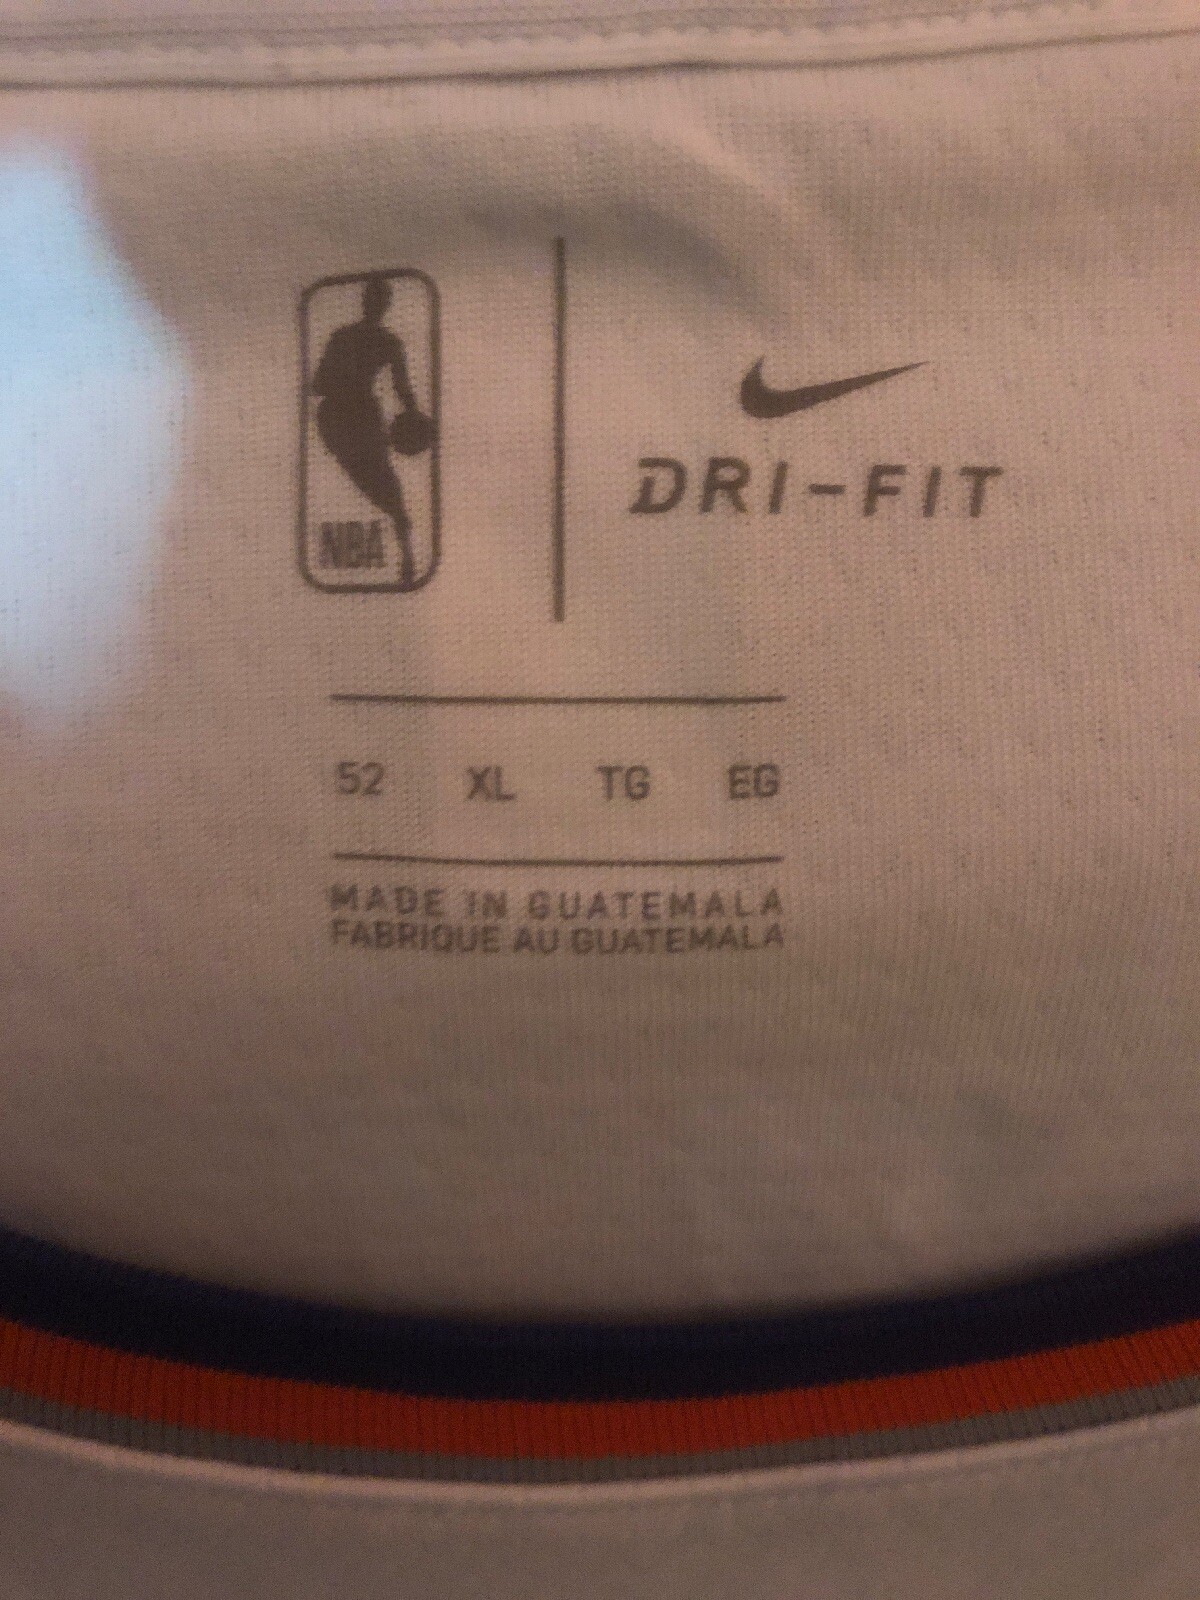 NBA
DRI-FIT
52 XL TG EG
MADE IN GUATEMALA
FABRIQUE AU GUATEMALA